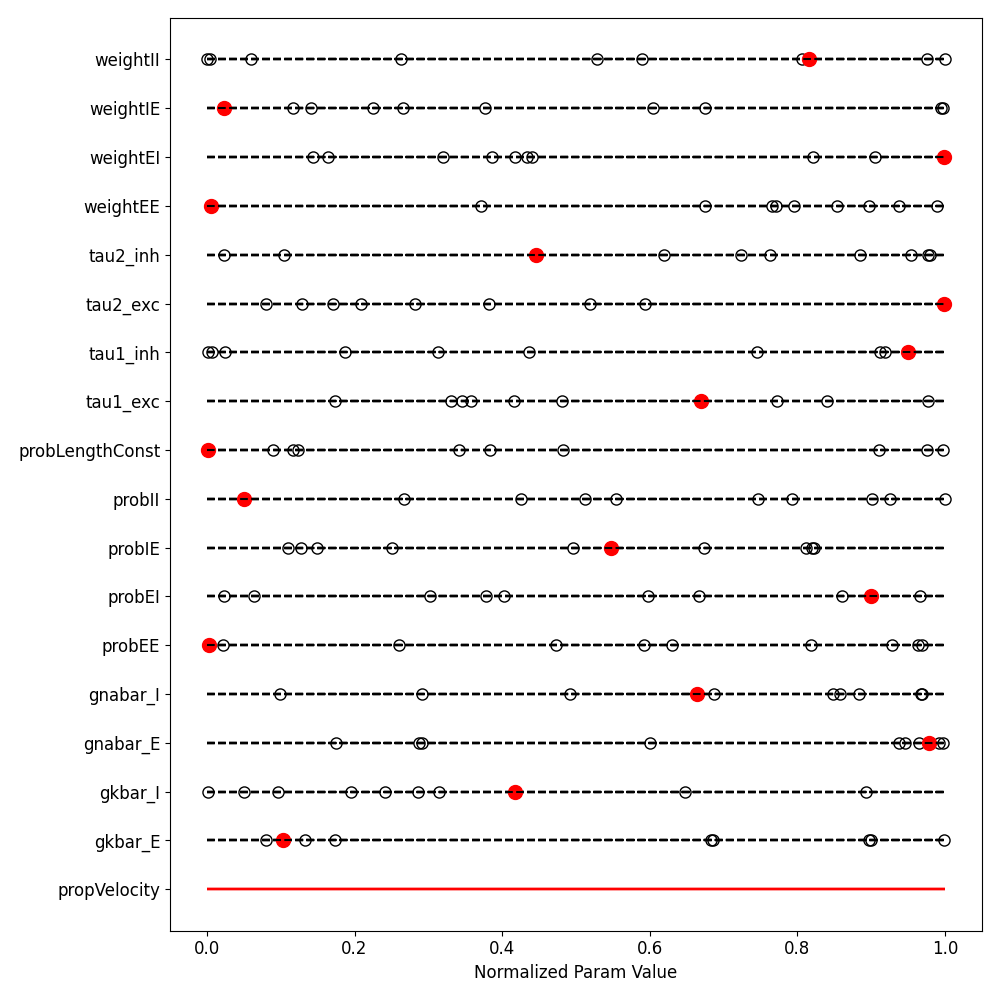 weightII
weightIE
weightEI
weightEE
tau2_inh
tau2_exc
tau1_inh
tau1_exc
probLengthConst
probII
probIE
probEI
probEE
gnabar_I
gnabar_E
gkbar_I
gkbar_E
propVelocity
0.0 0.2 0.4 0.6 0.8 1.0
Normalized Param Value